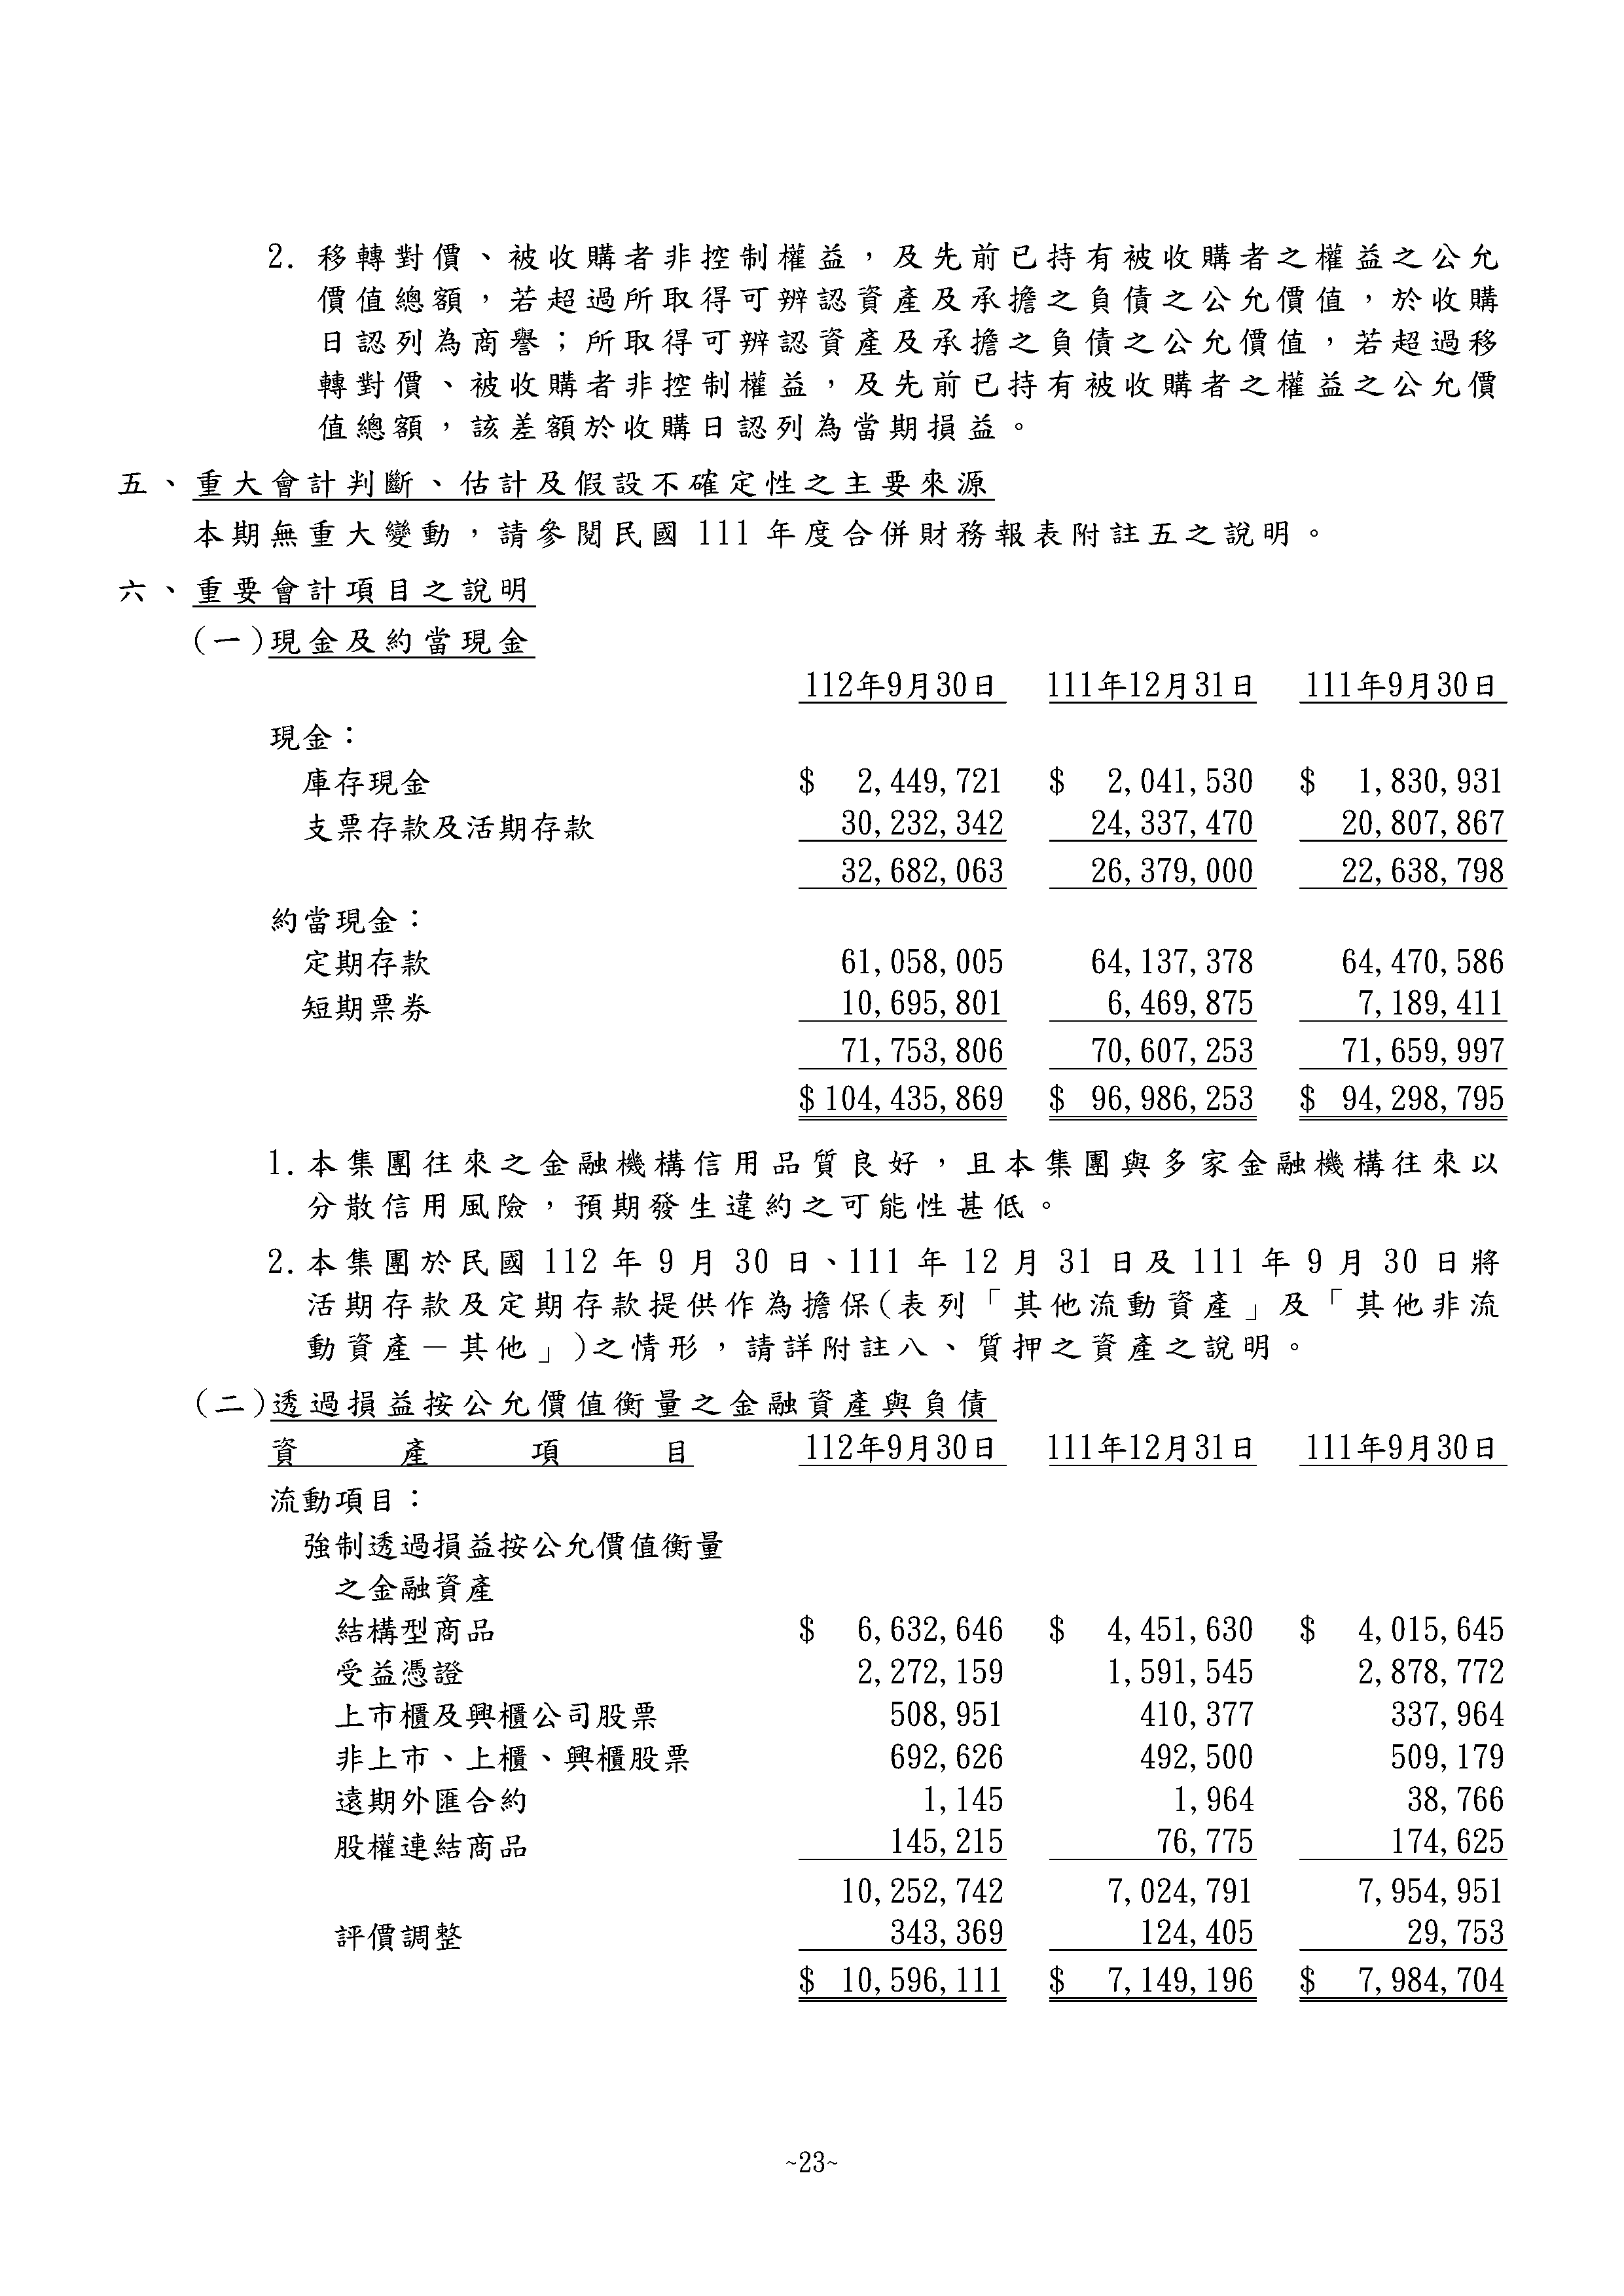 2. 移轉對價、被收購者非控制權益，及先前已持有被收購者之權益之公允
價值總額，若超過所取得可辨認資產及承擔之負債之公允價值，於收購
日認列為商譽；所取得可辨認資產及承擔之負債之公允價值，若超過移
轉對價、被收購者非控制權益，及先前已持有被收購者之權益之公允價
值總額，該差額於收購日認列為當期損益。
五、重大會計判斷、估計及假設不確定性之主要來源
本期無重大變動，請參閱民國 111 年度合併財務報表附註五之說明。
六、重要會計項目之說明
(一)現金及約當現金
112年9月30日 111年12月31日 111年9月30日
現金：
庫存現金 $ 2,449,721 $ 2,041,530 $ 1,830,931
支票存款及活期存款 30,232,342 24,337,470 20,807,867
32,682,063 26,379,000 22,638,798
約當現金：
定期存款 61,058,005 64,137,378 64,470,586
短期票券 10,695,801 6,469,875 7,189,411
71,753,806 70,607,253 71,659,997
$ 104,435,869 $ 96,986,253 $ 94,298,795
1. 本集團往來之金融機構信用品質良好，且本集團與多家金融機構往來以
分散信用風險，預期發生違約之可能性甚低。
2. 本集團於民國 112 年 9 月 30 日、111 年 12 月 31 日及 111 年 9 月 30 日將
活期存款及定期存款提供作為擔保(表列「其他流動資產」及「其他非流
動資產－其他」)之情形，請詳附註八、質押之資產之說明。
(二)透過損益按公允價值衡量之金融資產與負債
資產項目 112年9月30日 111年12月31日 111年9月30日
流動項目：
強制透過損益按公允價值衡量
之金融資產
結構型商品 $ 6,632,646 $ 4,451,630 $ 4,015,645
受益憑證 2,272,159 1,591,545 2,878,772
上市櫃及興櫃公司股票 508,951 410,377 337,964
非上市、上櫃、興櫃股票 692,626 492,500 509,179
遠期外匯合約 1,145 1,964 38,766
股權連結商品 145,215 76,775 174,625
10,252,742 7,024,791 7,954,951
評價調整 343,369 124,405 29,753
$ 10,596,111 $ 7,149,196 $ 7,984,704
~23~